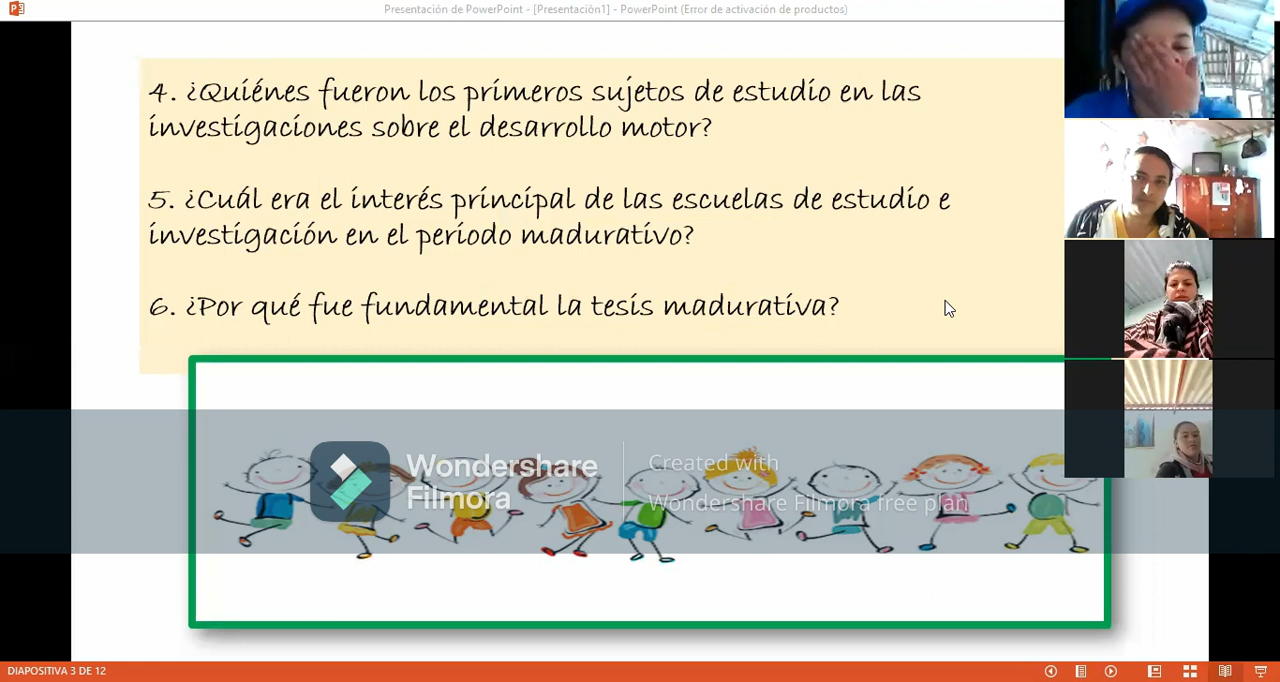 Presentación de PowerPoint - [Presentación1] - PowerPoint (Error de activación de productos)
4. ¿Quiénes fueron los primeros sujetos de estudio en las
investigaciones sobre el desarrollo motor?
5. ¿Cuál era el interés principal de las escuelas de estudio e
investigación en el periodo madurativo?
6. ¿Por qué fue fundamental la tesis madurativa?
Wondershare
Filmora
Created with
Wondershare Filmora free plan
DIAPOSITIVA 3 DE 12